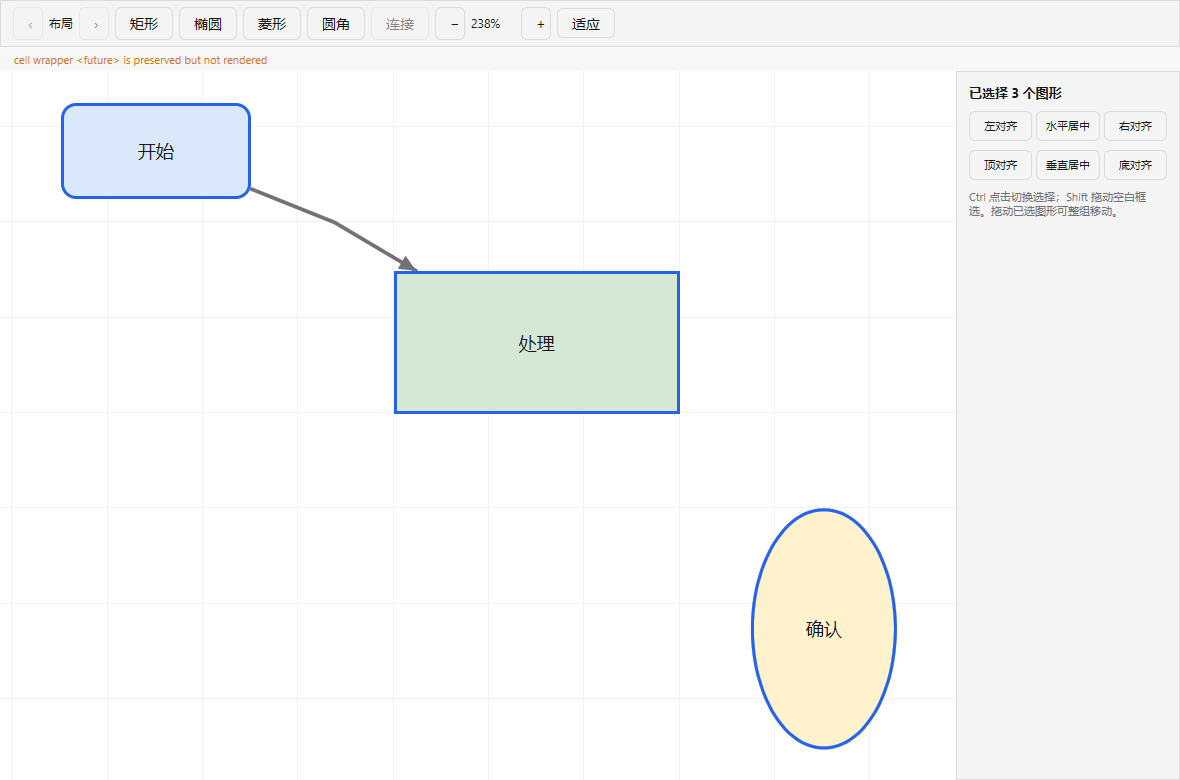 ‹ 布局 › 矩形 椭圆 菱形 圆角 连接 − 238% + 适应
cell wrapper <future> is preserved but not rendered
开始
处理
确认
已选择 3 个图形
左对齐 水平居中 右对齐
顶对齐 垂直居中 底对齐
Ctrl 点击切换选择；Shift 拖动空白框
选。拖动已选图形可整组移动。